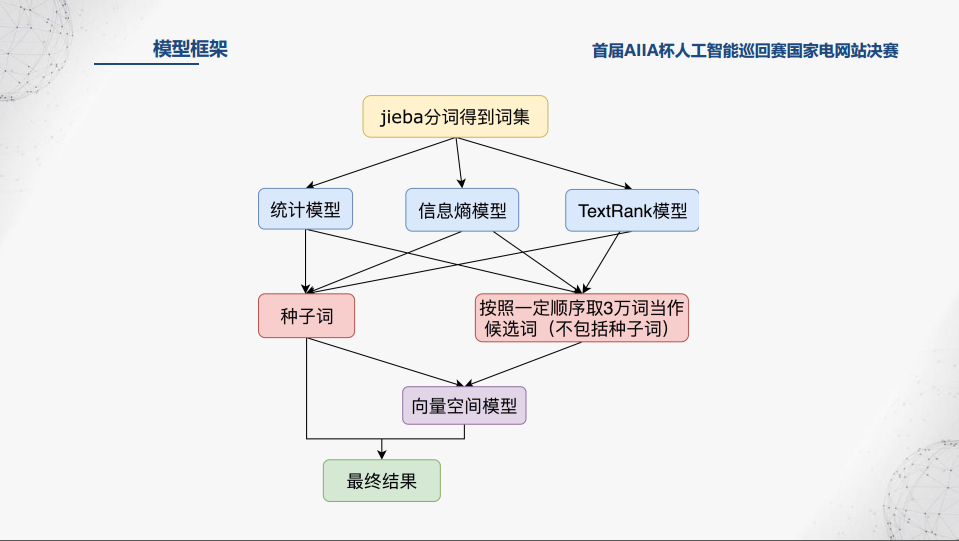 模型框架
首届AIIA杯人工智能巡回赛国家电网站决赛
jieba分词得到词集
统计模型
信息熵模型
TextRank模型
种子词
按照一定顺序取3万词当作
候选词（不包括种子词）
向量空间模型
最终结果